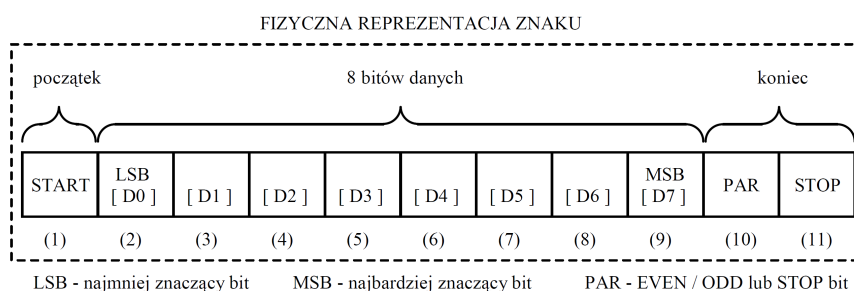 FIZYCZNA REPREZENTACJA ZNAKU
początek 8 bitów danych koniec
START LSB [ D0 ] [ D1 ] [ D2 ] [ D3 ] [ D4 ] [ D5 ] [ D6 ] MSB [ D7 ] PAR STOP
(1) (2) (3) (4) (5) (6) (7) (8) (9) (10) (11)
LSB - najmniej znaczący bit MSB - najbardziej znaczący bit PAR - EVEN / ODD lub STOP bit